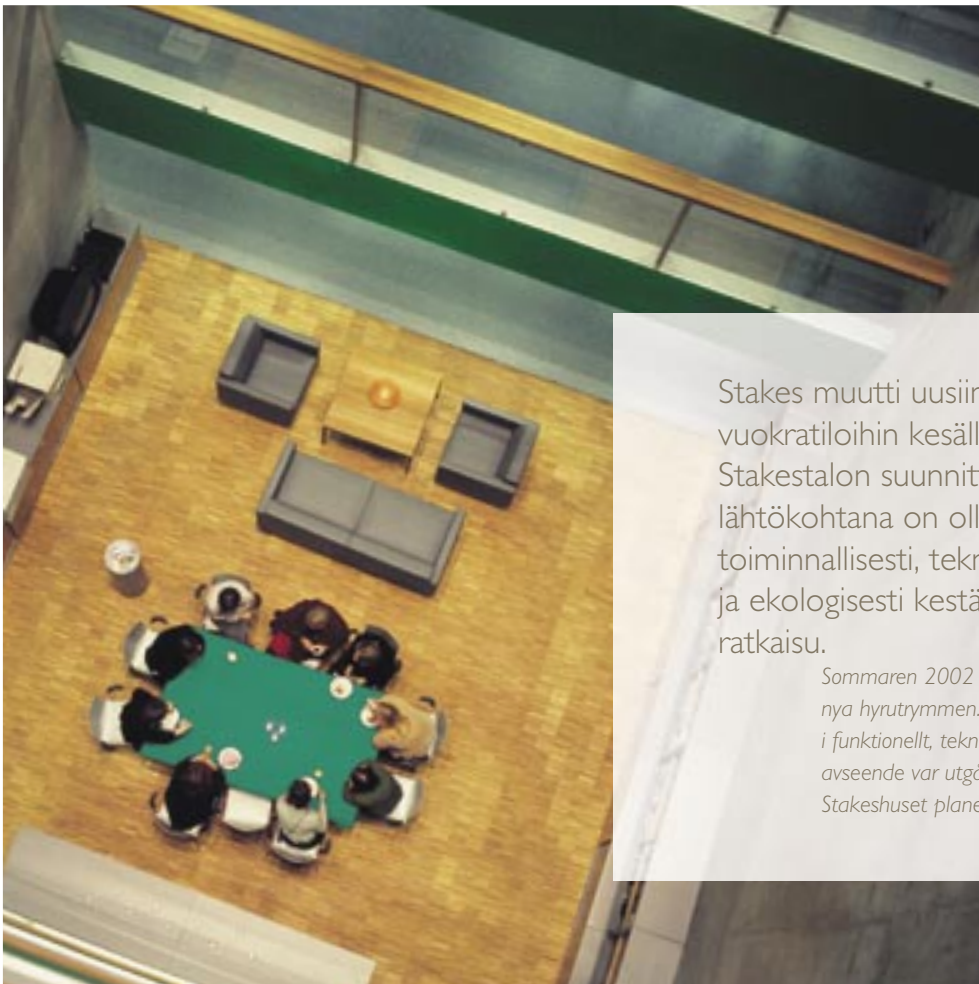 Stakes muutti uusiin
vuokratiloihin kesäll
Stakestalon suunnit
lähtökohtana on oll
toiminnallisesti, tekn
ja ekologisesti kestä
ratkaisu.
Sommaren 2002
nya hyrutrymmen.
i funktionellt, tekn
avseende var utgå
Stakeshuset plane